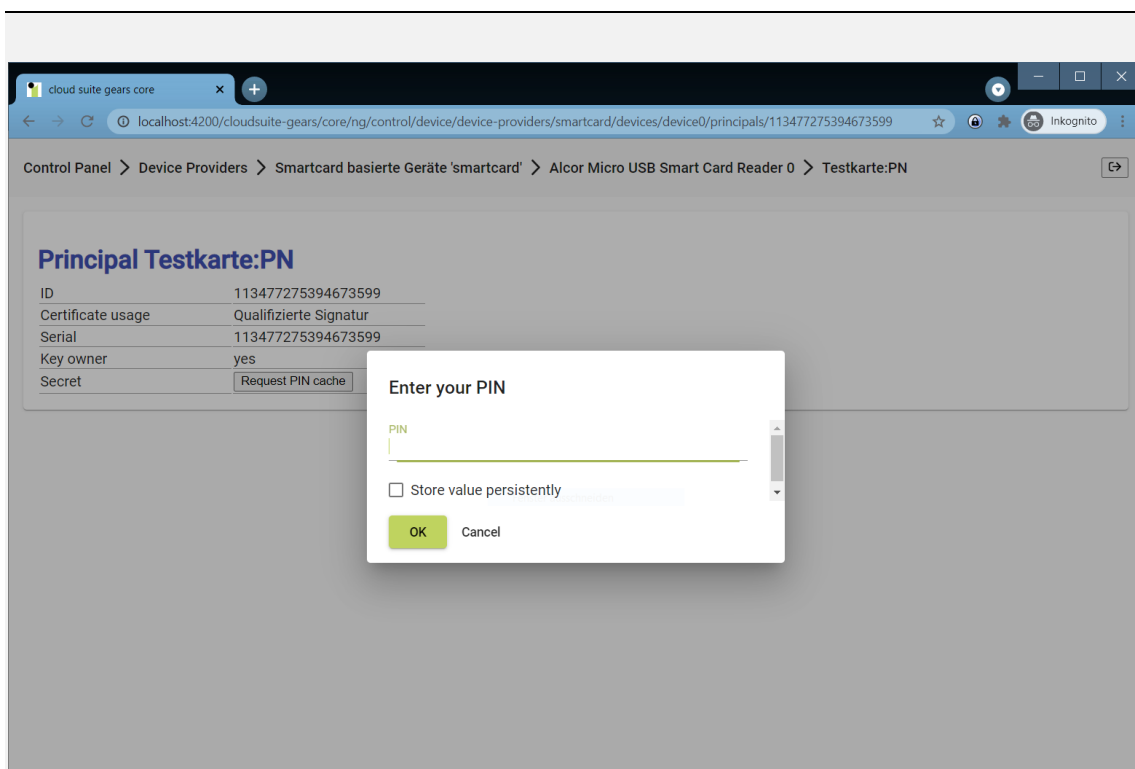 cloud suite gears core
localhost:4200/cloudsuite-gears/core/ng/control/device/device-providers/smartcard/devices/device0/principals/113477275394673599
Inkognito
Control Panel > Device Providers > Smartcard basierte Geräte 'smartcard' > Alcor Micro USB Smart Card Reader 0 > Testkarte:PN
Principal Testkarte:PN
ID 113477275394673599
Certificate usage Qualifizierte Signatur
Serial 113477275394673599
Key owner yes
Secret Request PIN cache
Enter your PIN
PIN
Store value persistently
OK Cancel